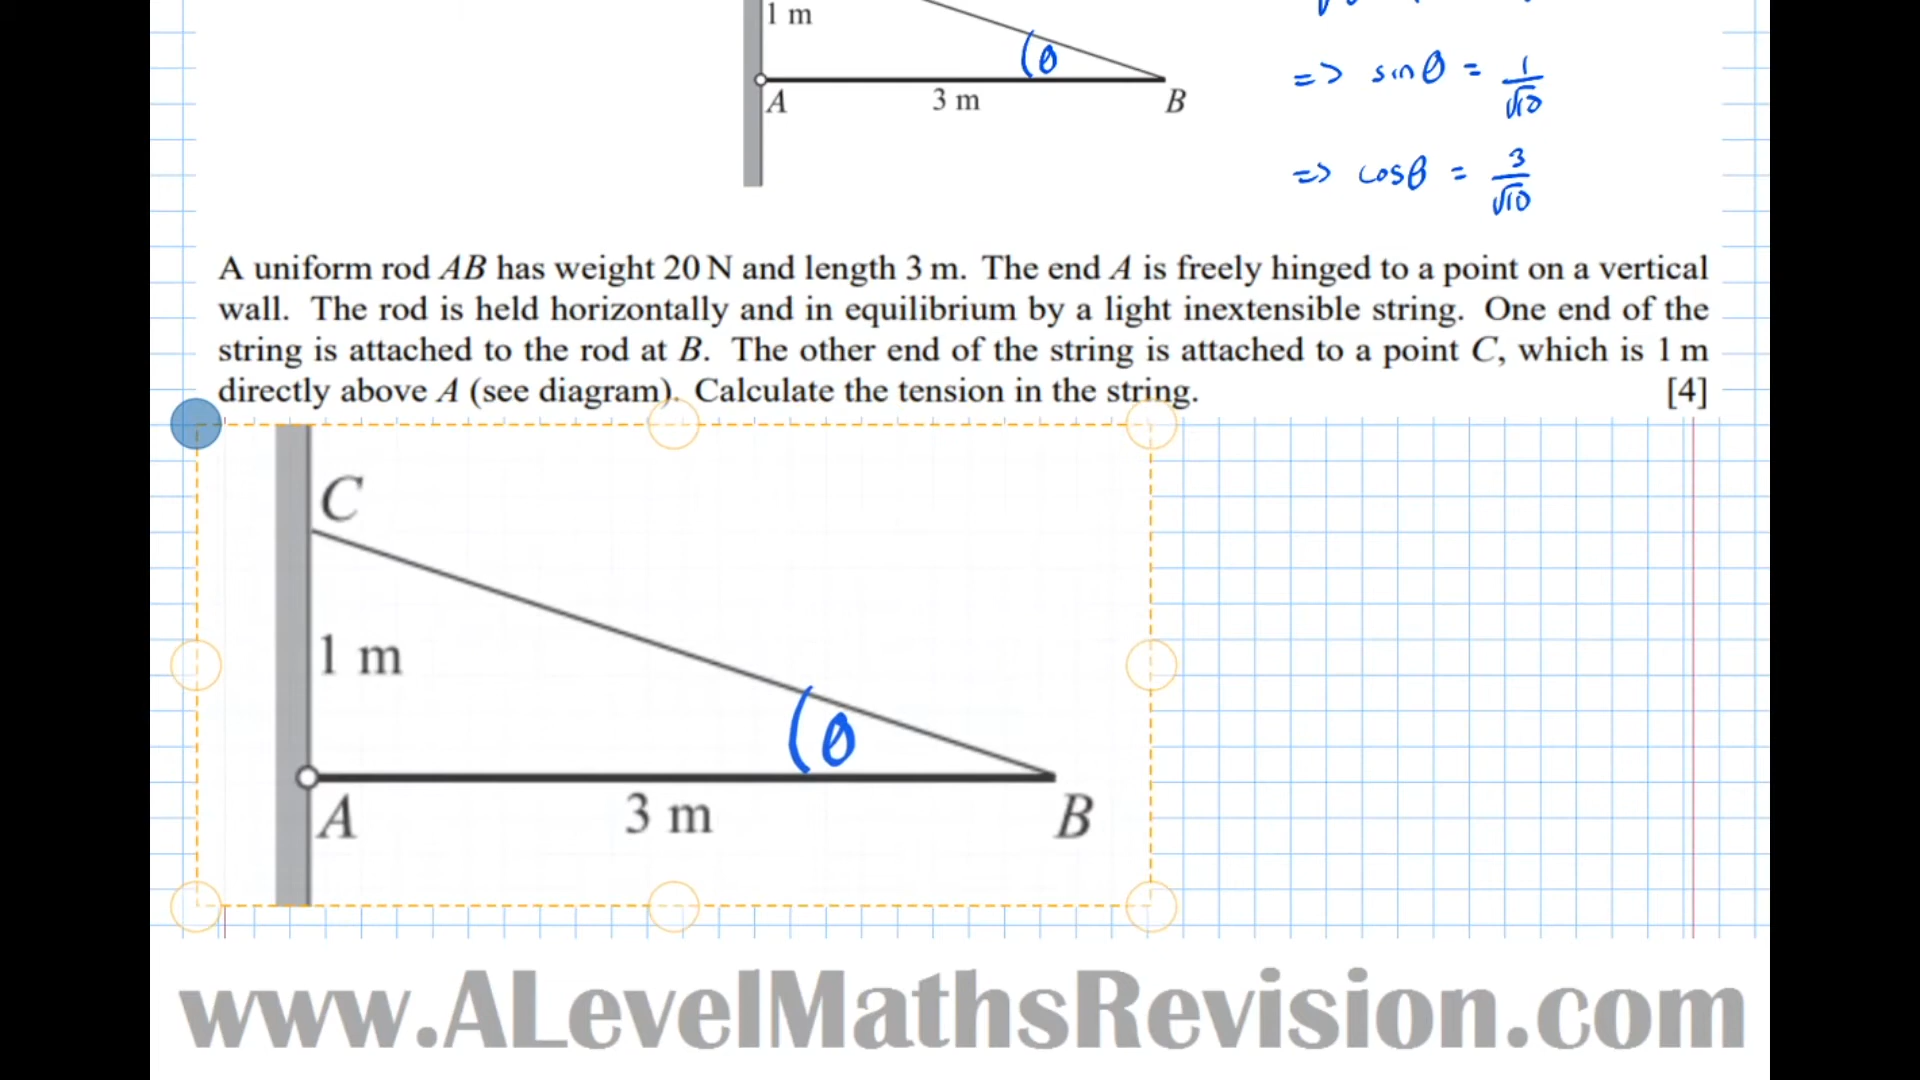 1 m
θ
A
3 m
B
=> sinθ = 1/√10
=> cosθ = 3/√10
A uniform rod AB has weight 20 N and length 3 m. The end A is freely hinged to a point on a vertical
wall. The rod is held horizontally and in equilibrium by a light inextensible string. One end of the
string is attached to the rod at B. The other end of the string is attached to a point C, which is 1 m
directly above A (see diagram). Calculate the tension in the string. [4]
C
1 m
θ
A
3 m
B
www.ALevelMathsRevision.com